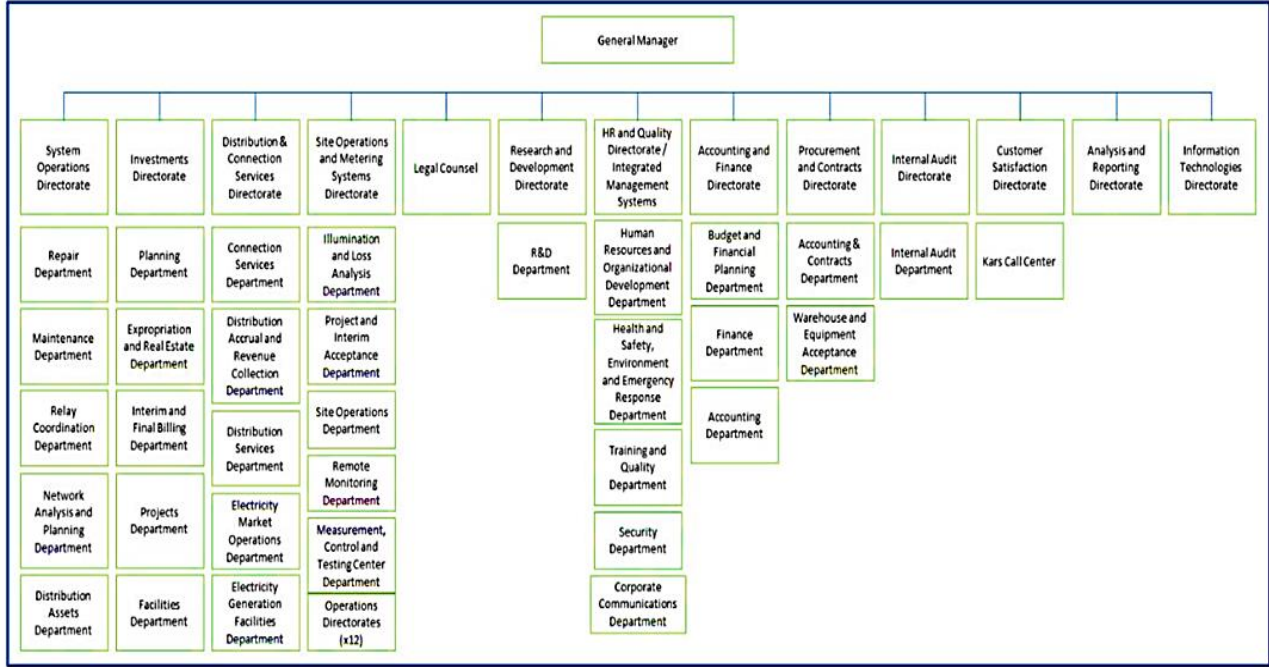 General Manager
System
Operations
Directorate
Investments
Directorate
Distribution &
Connection
Services
Directorate
Site Operations
and Metering
Systems
Directorate
Legal Counsel
Research and
Development
Directorate
HR and Quality
Directorate /
Integrated
Management
Systems
Accounting and
Finance
Directorate
Procurement
and Contracts
Directorate
Internal Audit
Directorate
Customer
Satisfaction
Directorate
Analysis and
Reporting
Directorate
Information
Technologies
Directorate
Repair
Department
Maintenance
Department
Relay
Coordination
Department
Network
Analysis and
Planning
Department
Distribution
Assets
Department
Planning
Department
Expropriation
and Real Estate
Department
Interim and
Final Billing
Department
Projects
Department
Facilities
Department
Connection
Services
Department
Distribution
Accrual and
Revenue
Collection
Department
Distribution
Services
Department
Electricity
Market
Operations
Department
Electricity
Generation
Facilities
Department
Illumination
and Loss
Analysis
Department
Project and
Interim
Acceptance
Department
Site Operations
Department
Remote
Monitoring
Department
Measurement,
Control and
Testing Center
Department
Operations
Directorates
(x12)
R&D
Department
Human
Resources and
Organizational
Development
Department
Health and
Safety,
Environment
and Emergency
Response
Department
Training and
Quality
Department
Security
Department
Corporate
Communications
Department
Budget and
Financial
Planning
Department
Finance
Department
Accounting
Department
Accounting &
Contracts
Department
Warehouse and
Equipment
Acceptance
Department
Internal Audit
Department
Kars Call Center